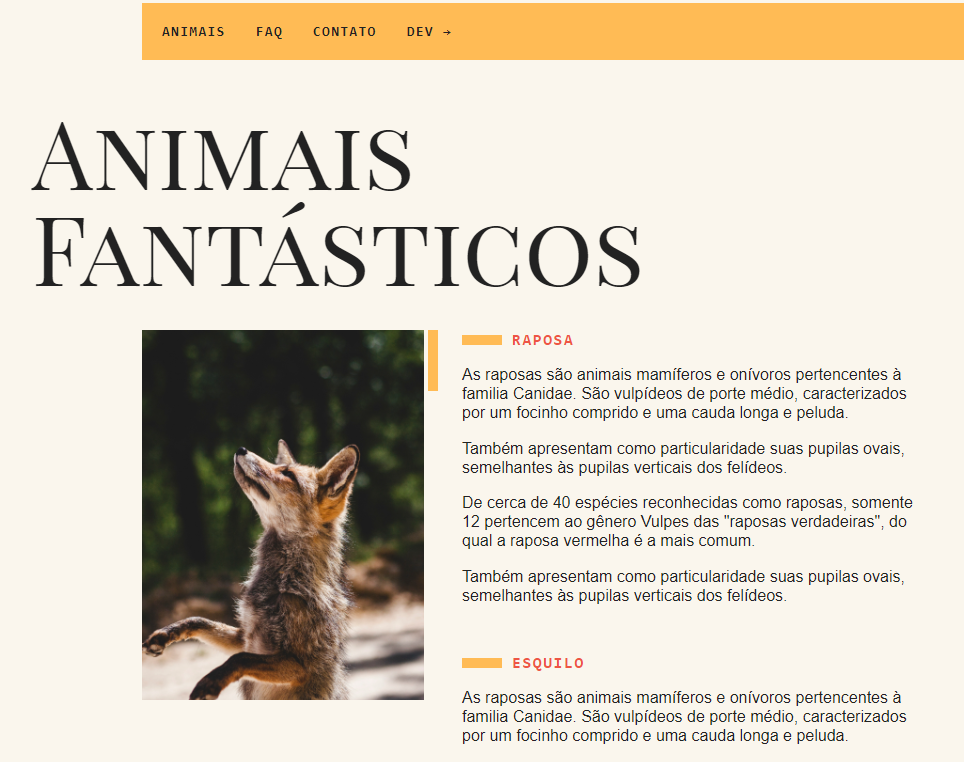 ANIMAIS FAQ CONTATO DEV →
ANIMAIS
FANTÁSTICOS
RAPOSA
As raposas são animais mamíferos e onívoros pertencentes à
familia Canidae. São vulpídeos de porte médio, caracterizados
por um focinho comprido e uma cauda longa e peluda.
Também apresentam como particularidade suas pupilas ovais,
semelhantes às pupilas verticais dos felídeos.
De cerca de 40 espécies reconhecidas como raposas, somente
12 pertencem ao gênero Vulpes das "raposas verdadeiras", do
qual a raposa vermelha é a mais comum.
Também apresentam como particularidade suas pupilas ovais,
semelhantes às pupilas verticais dos felídeos.
ESQUILO
As raposas são animais mamíferos e onívoros pertencentes à
familia Canidae. São vulpídeos de porte médio, caracterizados
por um focinho comprido e uma cauda longa e peluda.